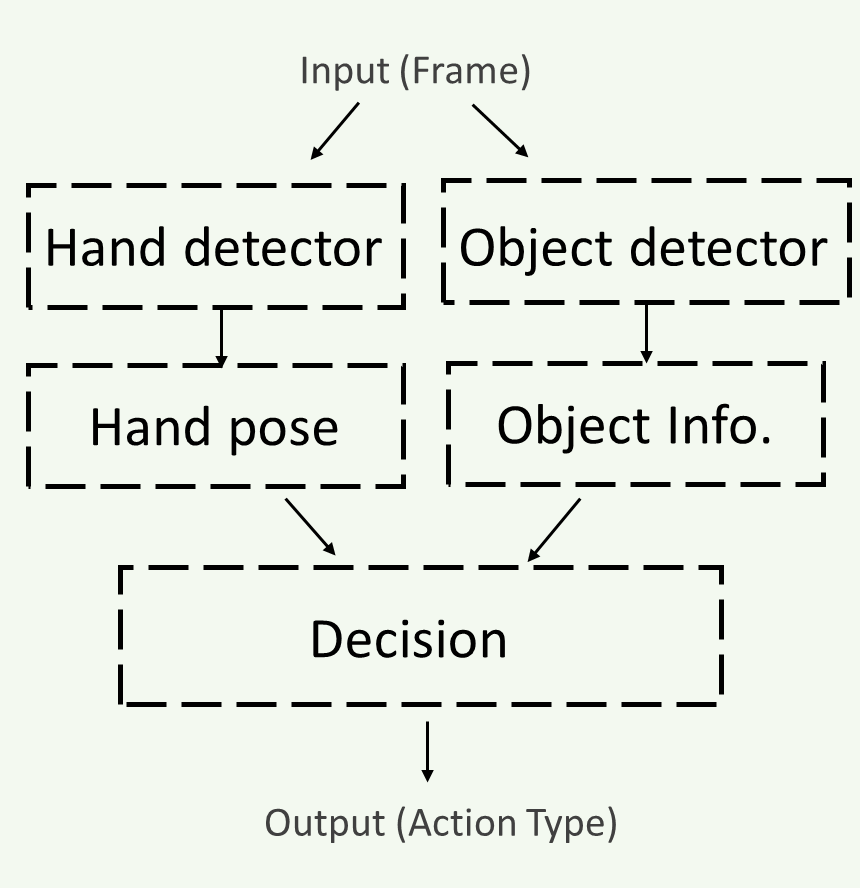 Input (Frame)
Hand detector
Object detector
Hand pose
Object Info.
Decision
Output (Action Type)